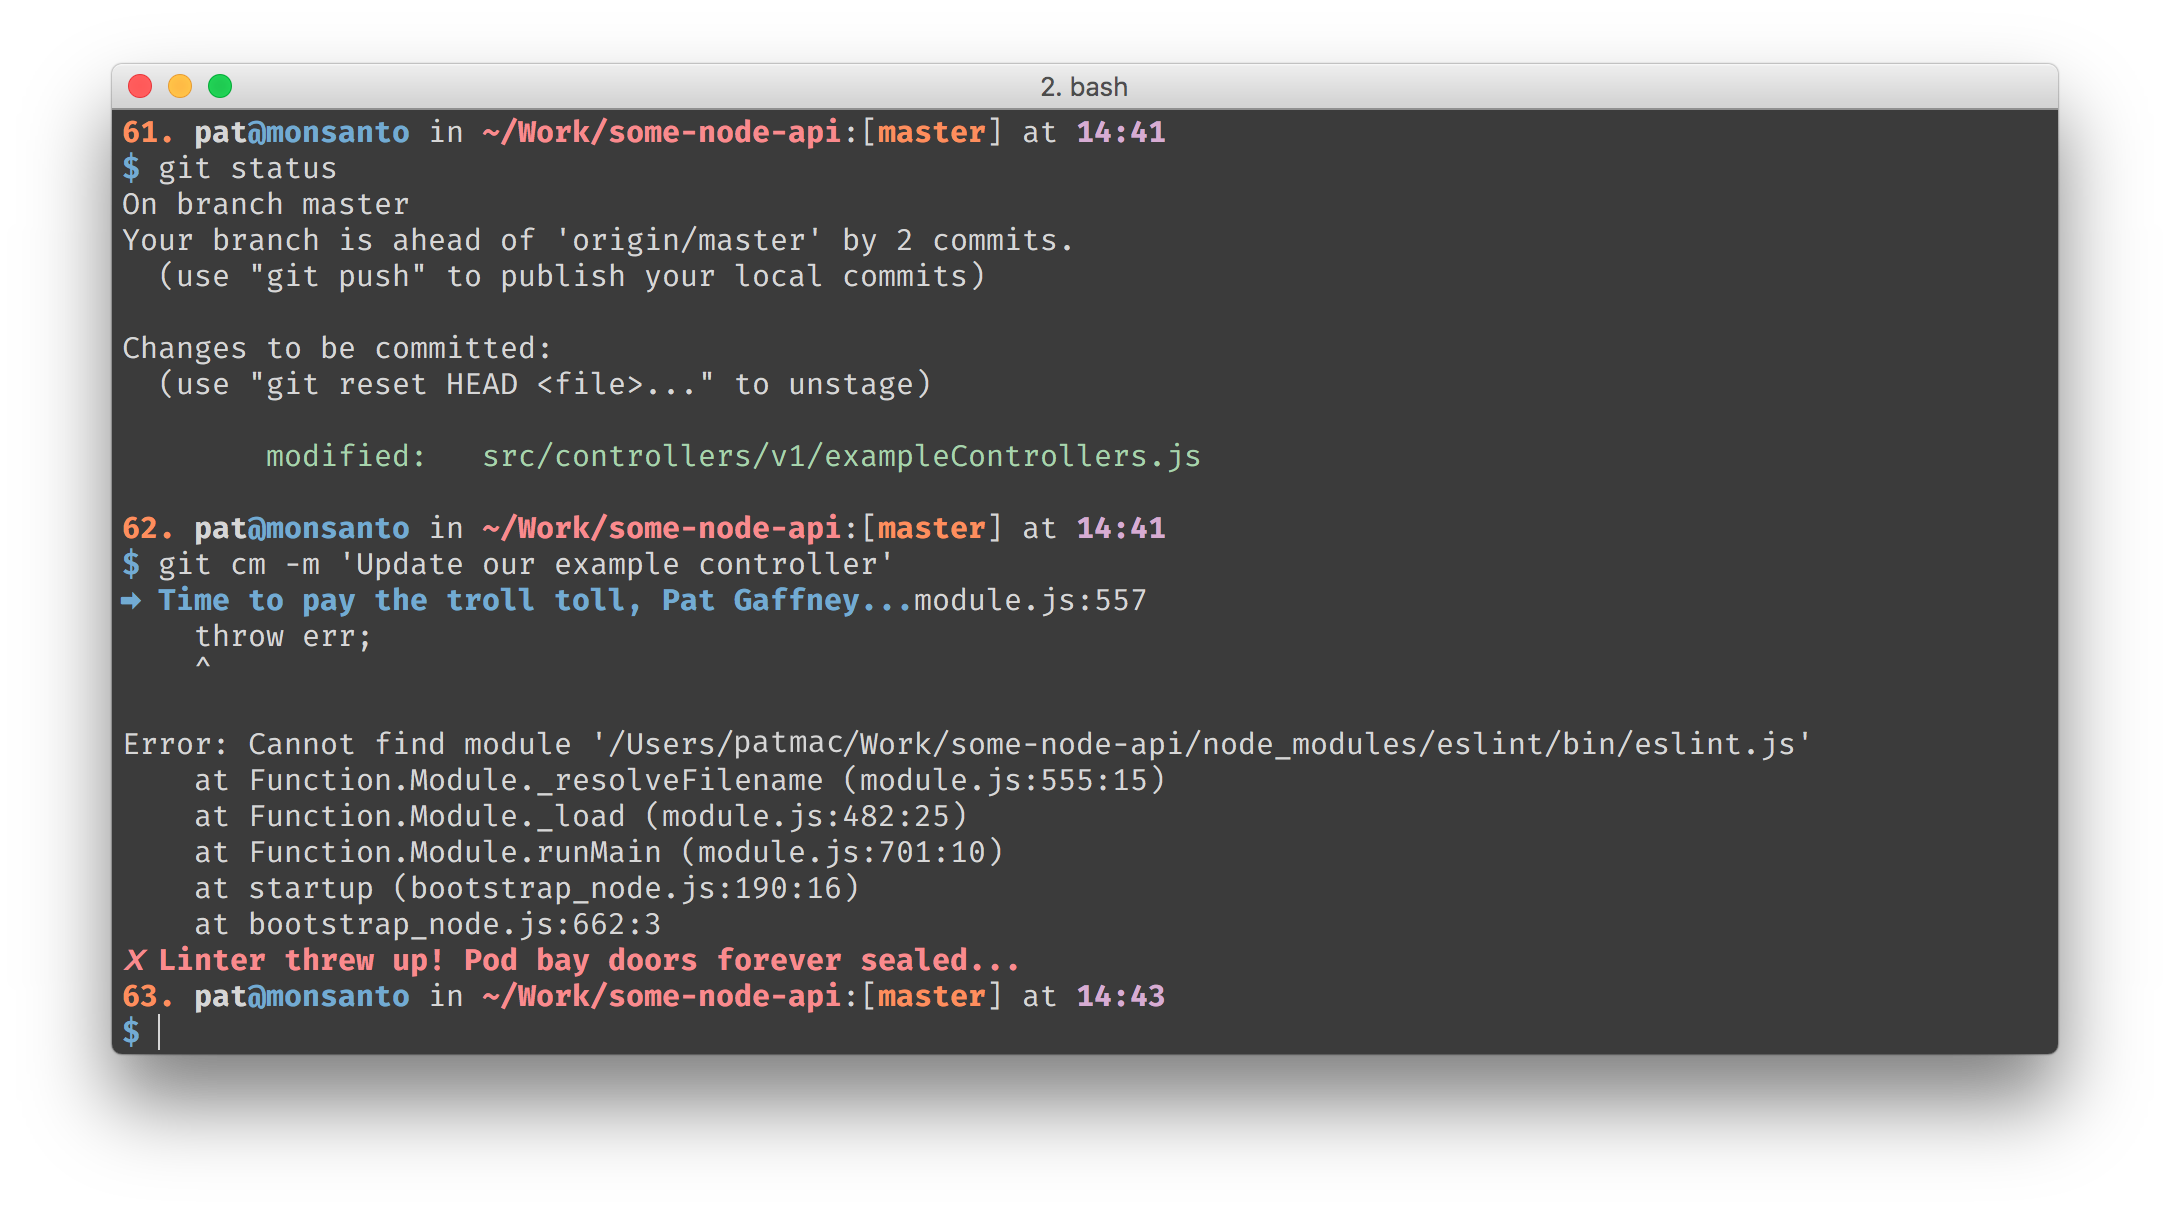 2. bash
61. pat@monsanto in ~/Work/some-node-api:[master] at 14:41
$ git status
On branch master
Your branch is ahead of 'origin/master' by 2 commits.
  (use "git push" to publish your local commits)
Changes to be committed:
  (use "git reset HEAD <file>..." to unstage)
        modified:   src/controllers/v1/exampleControllers.js
62. pat@monsanto in ~/Work/some-node-api:[master] at 14:41
$ git cm -m 'Update our example controller'
➡ Time to pay the troll toll, Pat Gaffney...module.js:557
    throw err;
    ^
Error: Cannot find module '/Users/patmac/Work/some-node-api/node_modules/eslint/bin/eslint.js'
    at Function.Module._resolveFilename (module.js:555:15)
    at Function.Module._load (module.js:482:25)
    at Function.Module.runMain (module.js:701:10)
    at startup (bootstrap_node.js:190:16)
    at bootstrap_node.js:662:3
X Linter threw up! Pod bay doors forever sealed...
63. pat@monsanto in ~/Work/some-node-api:[master] at 14:43
$